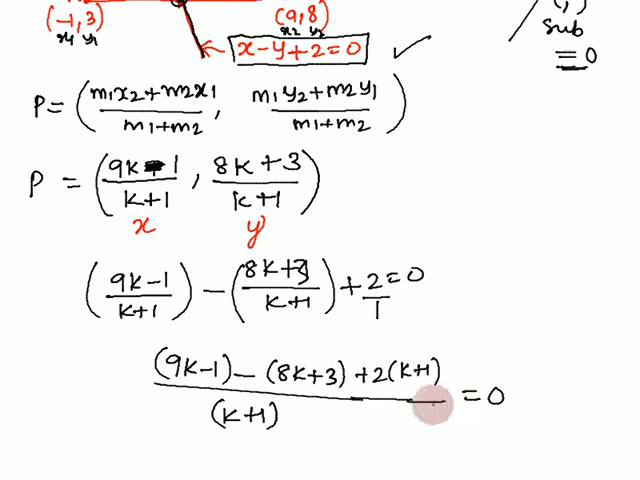 (-1, 3) (9, 8) (,)
x1 y1 x2 y2 sub
x-y+2=0 ✓ =0
P = (m1x2+m2x1 / m1+m2, m1y2+m2y1 / m1+m2)
P = (9k-1 / k+1, 8k+3 / k+1)
x y
(9k-1 / k+1) - (8k+3 / k+1) + 2/1 = 0
(9k-1) - (8k+3) + 2(k+1) / (k+1) = 0